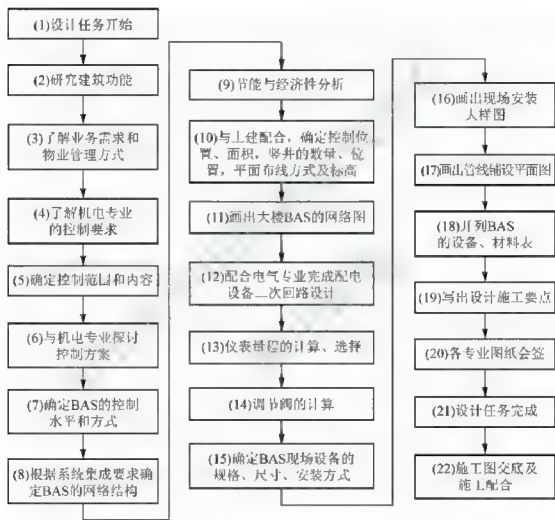 (1)设计任务开始
(2)研究建筑功能
(3)了解业务需求和
物业管理方式
(4)了解机电专业
的控制要求
(5)确定控制范围和内容
(6)与机电专业探讨
控制方案
(7)确定BAS的控制
水平和方式
(8)根据系统集成要求确
定BAS的网络结构
(9)节能与经济性分析
(10)与土建配合，确定控制位
置、面积，竖井的数量、位
置，平面布线方式及标高
(11)画出大楼BAS的网络图
(12)配合电气专业完成配电
设备二次回路设计
(13)仪表量程的计算、选择
(14)调节阀的计算
(15)确定BAS现场设备的
规格、尺寸、安装方式
(16)画出现场安装
大样图
(17)画出管线铺设平面图
(18)开列BAS
的设备、材料表
(19)写出设计施工要点
(20)各专业图纸会签
(21)设计任务完成
(22)施工图交底及
施工配合